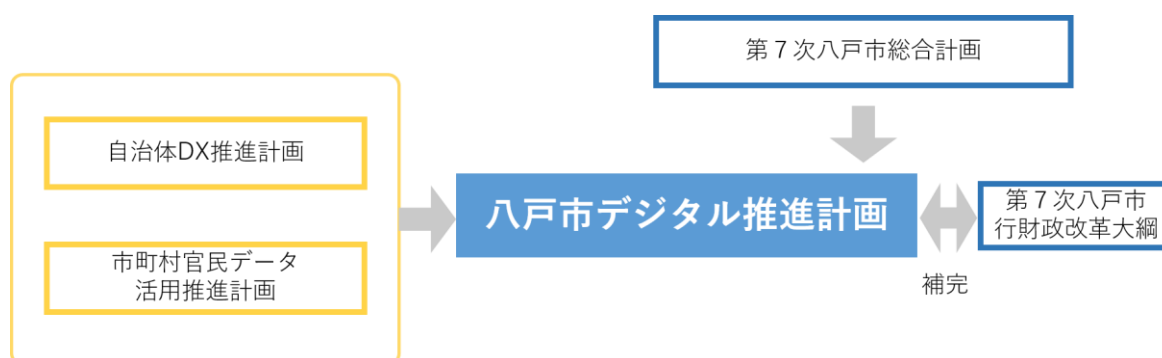 第７次八戸市総合計画
自治体DX推進計画
八戸市デジタル推進計画
第７次八戸市
行財政改革大綱
市町村官民データ
活用推進計画
補完